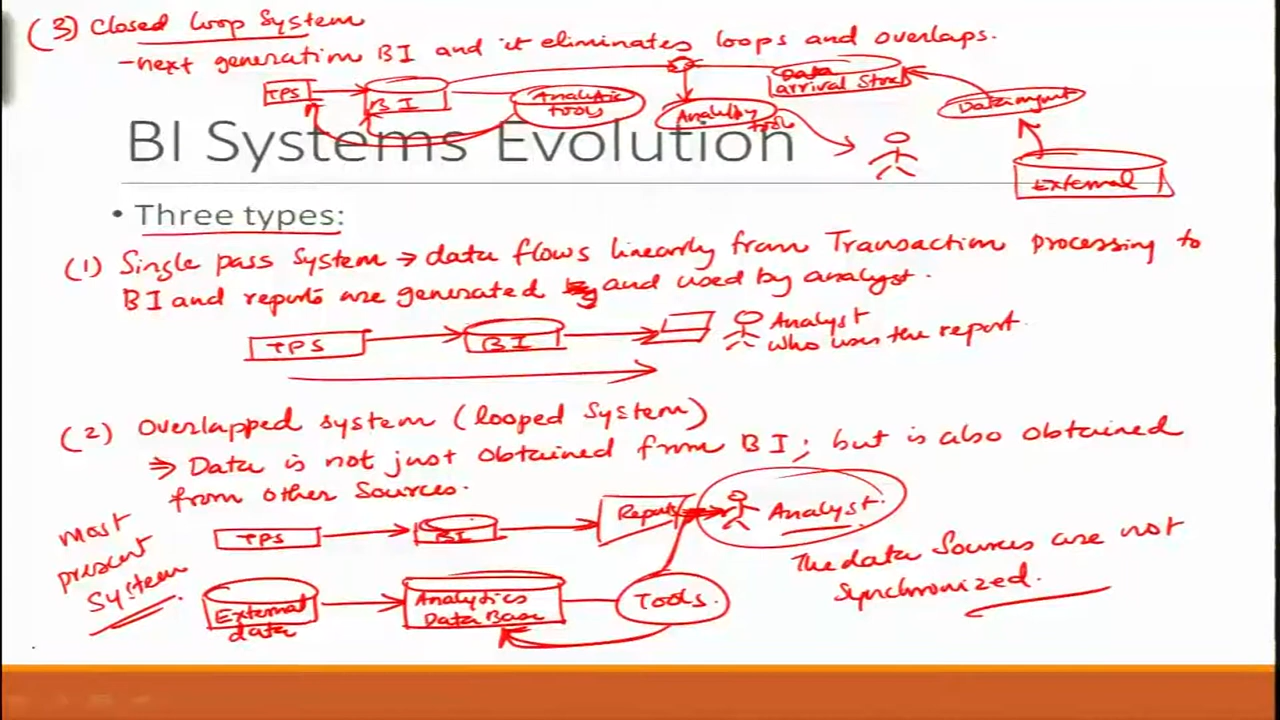 (3) Closed loop System
-next generation BI and it eliminates loops and overlaps.
TPS
BI
Analytic tools
Analytic tools
Data arrival Store
Data mgmt
External
BI Systems Evolution
• Three types:
(1) Single pass System → data flows linearly from Transaction processing to
BI and reports are generated and used by analyst.
TPS
BI
Analyst
who uses the report.
(2) Overlapped system (looped System)
⇒ Data is not just obtained from BI; but is also obtained
from other Sources.
most
present
System
TPS
BI
Reports
Analyst.
External
data
Analytics
Data Base
Tools.
The data Sources are not
Synchronized.